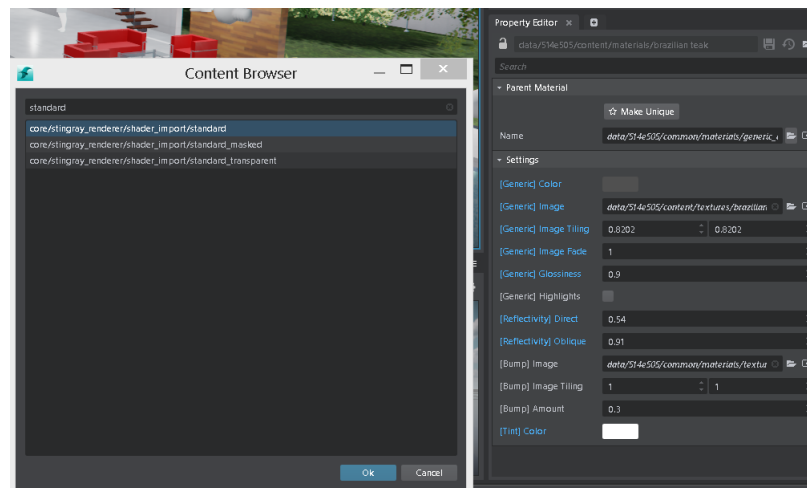 Content Browser
standard
core/stingray_renderer/shader_import/standard
core/stingray_renderer/shader_import/standard_masked
core/stingray_renderer/shader_import/standard_transparent
Ok
Cancel
Property Editor
data/514e505/content/materials/brazilian teak
Search
Parent Material
Make Unique
Name
data/514e505/common/materials/generic_
Settings
[Generic] Color
[Generic] Image
data/514e505/content/textures/brazilian
[Generic] Image Tiling
0.8202
0.8202
[Generic] Image Fade
1
[Generic] Glossiness
0.9
[Generic] Highlights
[Reflectivity] Direct
0.54
[Reflectivity] Oblique
0.91
[Bump] Image
data/514e505/common/materials/textur
[Bump] Image Tiling
1
1
[Bump] Amount
0.3
[Tint] Color